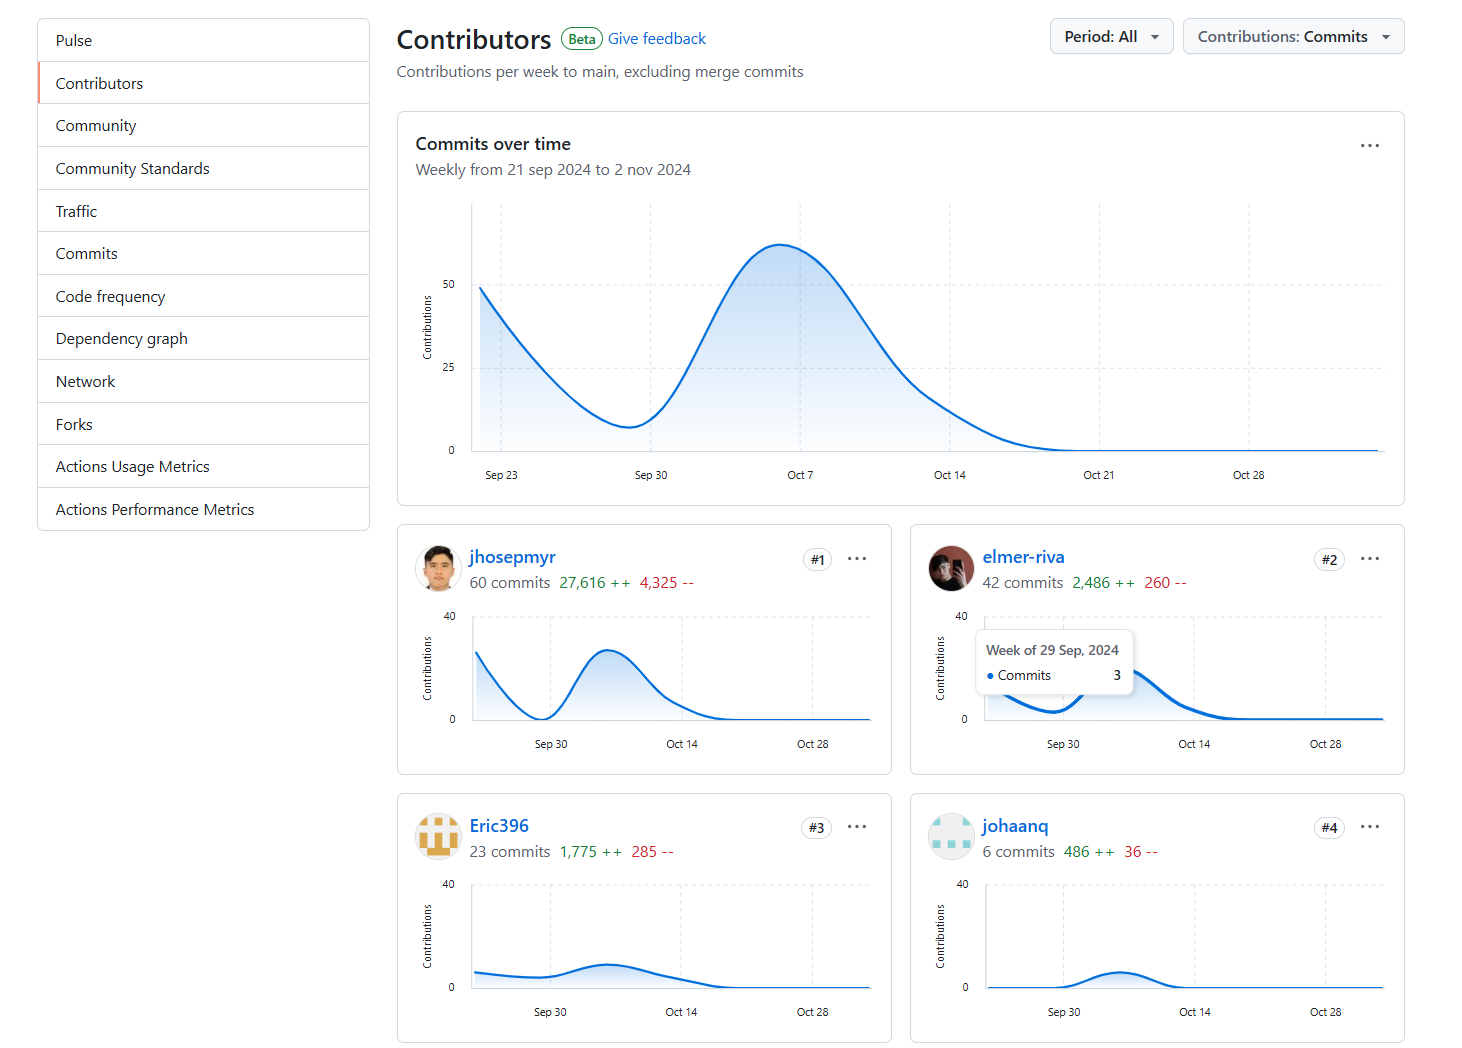 Pulse
Contributors
Community
Community Standards
Traffic
Commits
Code frequency
Dependency graph
Network
Forks
Actions Usage Metrics
Actions Performance Metrics
Contributors Beta Give feedback
Period: All
Contributions: Commits
Contributions per week to main, excluding merge commits
Commits over time
Weekly from 21 sep 2024 to 2 nov 2024
Contributions
50
25
0
Sep 23 Sep 30 Oct 7 Oct 14 Oct 21 Oct 28
jhosepmyr #1
60 commits 27,616 ++ 4,325 --
Contributions
40
0
Sep 30 Oct 14 Oct 28
elmer-riva #2
42 commits 2,486 ++ 260 --
Contributions
40
Week of 29 Sep, 2024
Commits 3
0
Sep 30 Oct 14 Oct 28
Eric396 #3
23 commits 1,775 ++ 285 --
Contributions
40
0
Sep 30 Oct 14 Oct 28
johaanq #4
6 commits 486 ++ 36 --
Contributions
40
0
Sep 30 Oct 14 Oct 28